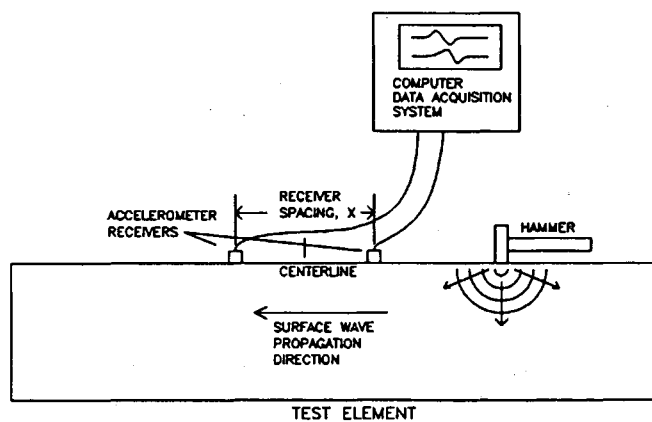 COMPUTER
DATA ACQUISITION
SYSTEM
RECEIVER
SPACING, X
ACCELEROMETER
RECEIVERS
HAMMER
CENTERLINE
SURFACE WAVE
PROPAGATION
DIRECTION
TEST ELEMENT